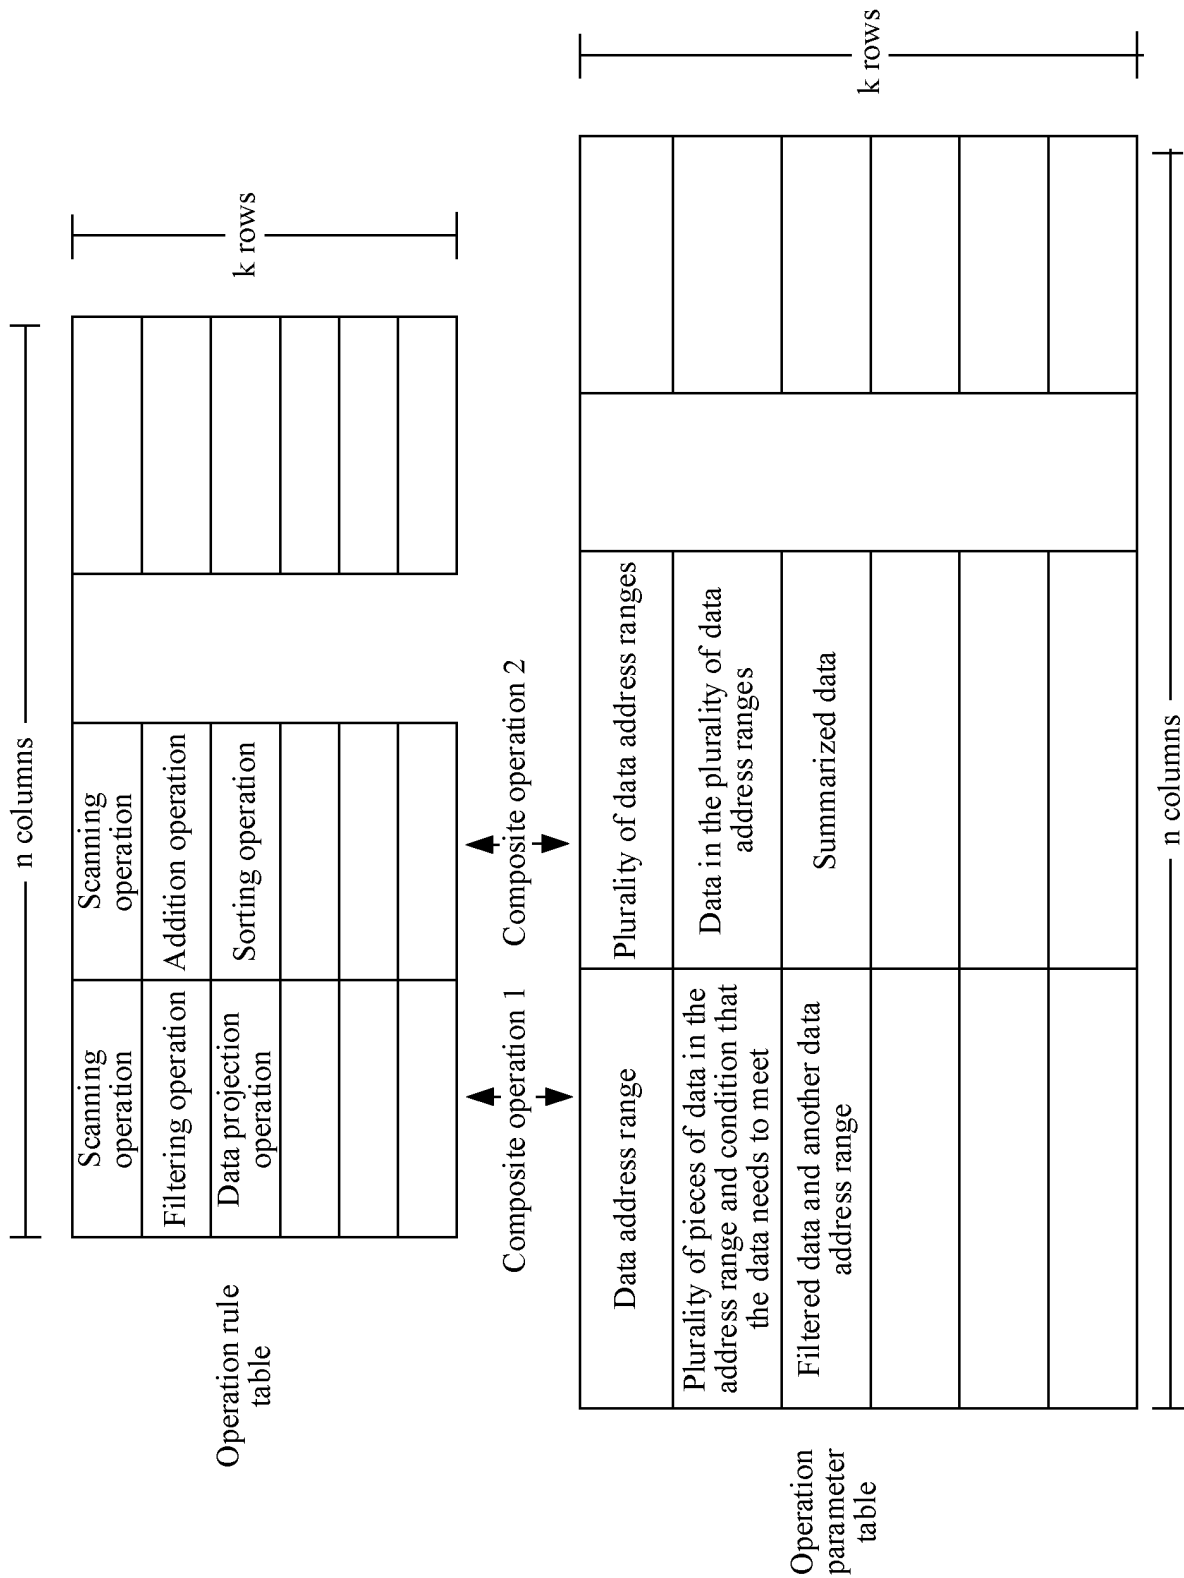 n columns
Operation rule
table
Scanning
operation
Scanning
operation
Filtering operation
Addition operation
Data projection
operation
Sorting operation
k rows
Composite operation 1
Composite operation 2
Operation
parameter
table
Data address range
Plurality of data address ranges
Plurality of pieces of data in the
address range and condition that
the data needs to meet
Data in the plurality of data
address ranges
Filtered data and another data
address range
Summarized data
k rows
n columns